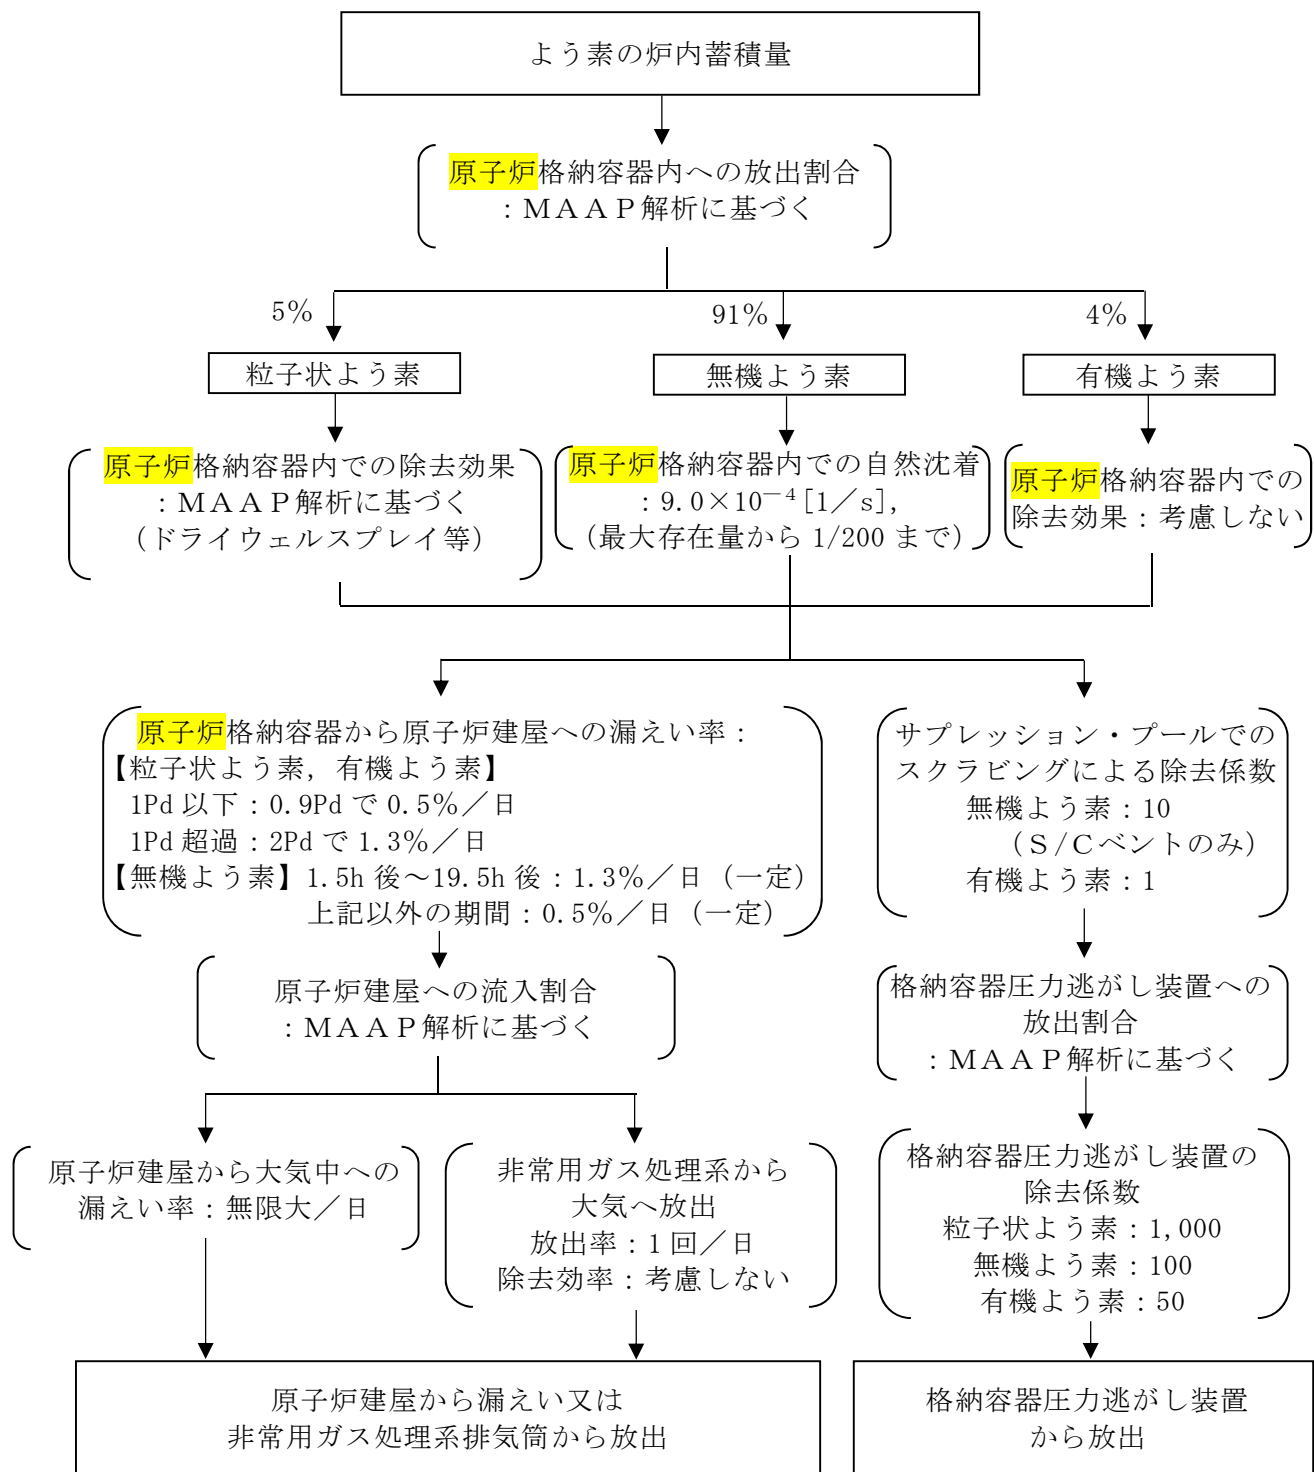 よう素の炉内蓄積量
原子炉格納容器内への放出割合
：ＭＡＡＰ解析に基づく
5%
91%
4%
粒子状よう素
無機よう素
有機よう素
原子炉格納容器内での除去効果
：ＭＡＡＰ解析に基づく
（ドライウェルスプレイ等）
原子炉格納容器内での自然沈着
：9.0×10⁻⁴[1／s],
（最大存在量から 1/200 まで）
原子炉格納容器内での
除去効果：考慮しない
原子炉格納容器から原子炉建屋への漏えい率：
【粒子状よう素，有機よう素】
1Pd 以下：0.9Pd で 0.5%／日
1Pd 超過：2Pd で 1.3%／日
【無機よう素】1.5h 後～19.5h 後：1.3%／日（一定）
上記以外の期間：0.5%／日（一定）
サプレッション・プールでの
スクラビングによる除去係数
無機よう素：10
（Ｓ/Ｃベントのみ）
有機よう素：1
原子炉建屋への流入割合
：ＭＡＡＰ解析に基づく
格納容器圧力逃がし装置への
放出割合
：ＭＡＡＰ解析に基づく
原子炉建屋から大気中への
漏えい率：無限大／日
非常用ガス処理系から
大気へ放出
放出率：1 回／日
除去効率：考慮しない
格納容器圧力逃がし装置の
除去係数
粒子状よう素：1,000
無機よう素：100
有機よう素：50
原子炉建屋から漏えい又は
非常用ガス処理系排気筒から放出
格納容器圧力逃がし装置
から放出